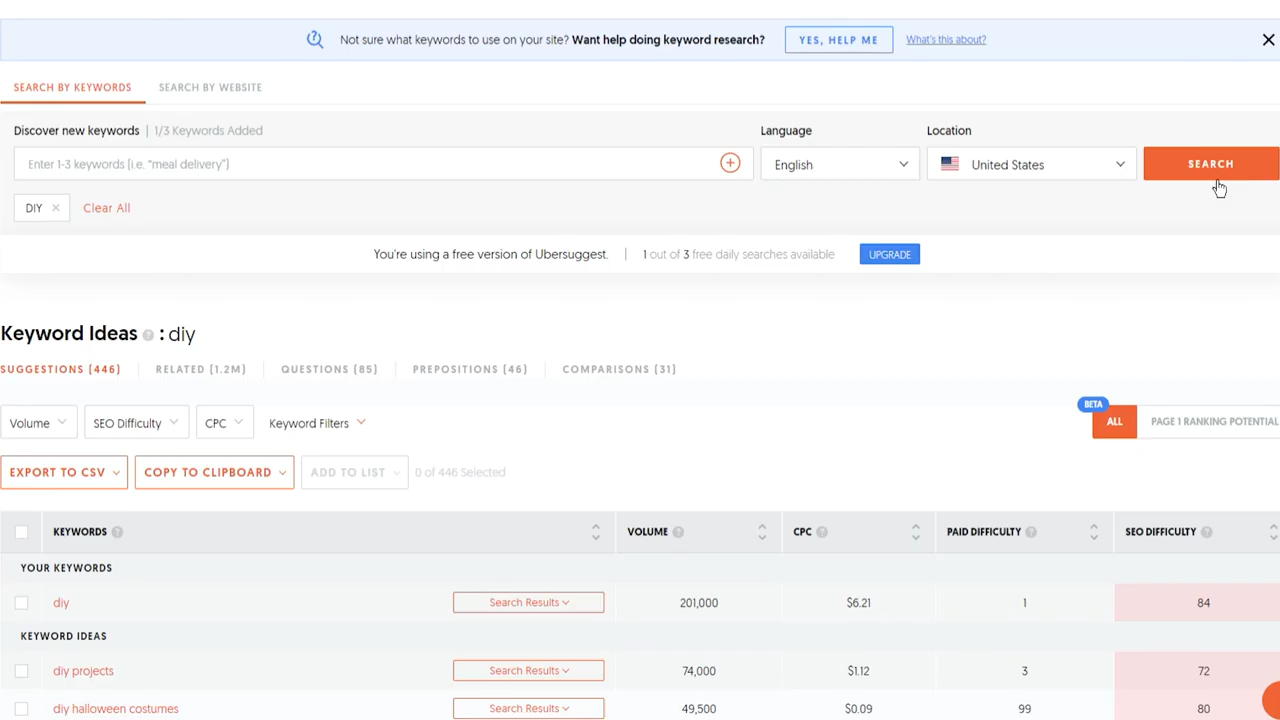 Not sure what keywords to use on your site? Want help doing keyword research? YES, HELP ME What's this about?
SEARCH BY KEYWORDS SEARCH BY WEBSITE
Discover new keywords | 1/3 Keywords Added Language Location
Enter 1-3 keywords (i.e. "meal delivery") English United States SEARCH
DIY × Clear All
You're using a free version of Ubersuggest. | 1 out of 3 free daily searches available UPGRADE
Keyword Ideas ? : diy
SUGGESTIONS (446) RELATED (1.2M) QUESTIONS (85) PREPOSITIONS (46) COMPARISONS (31)
BETA
Volume SEO Difficulty CPC Keyword Filters ALL PAGE 1 RANKING POTENTIAL
EXPORT TO CSV COPY TO CLIPBOARD ADD TO LIST 0 of 446 Selected
KEYWORDS ? VOLUME ? CPC ? PAID DIFFICULTY ? SEO DIFFICULTY ?
YOUR KEYWORDS
diy Search Results 201,000 $6.21 1 84
KEYWORD IDEAS
diy projects Search Results 74,000 $1.12 3 72
diy halloween costumes Search Results 49,500 $0.09 99 80